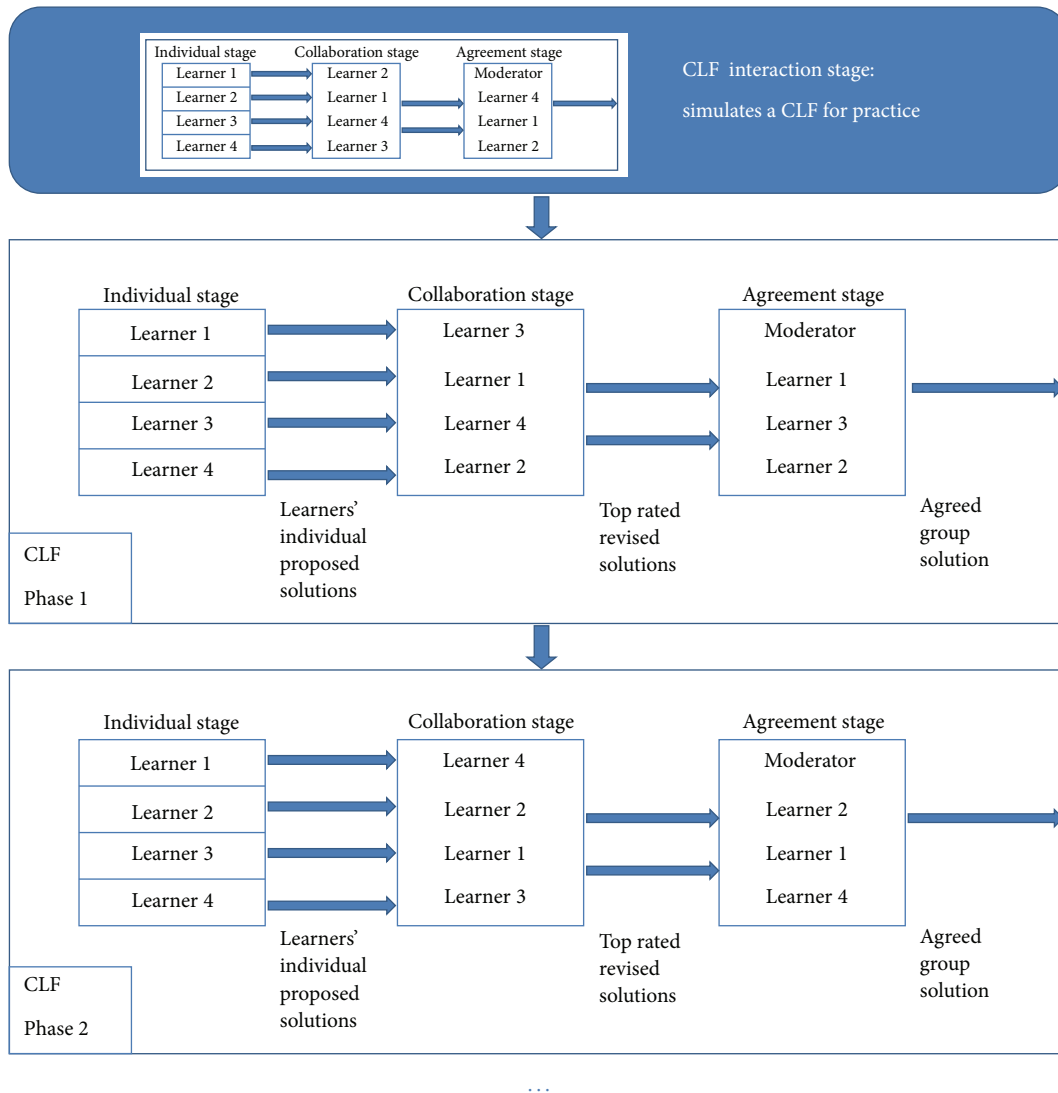 Individual stage
Learner 1
Learner 2
Learner 3
Learner 4
Collaboration stage
Learner 2
Learner 1
Learner 4
Learner 3
Agreement stage
Moderator
Learner 4
Learner 1
Learner 2
CLF interaction stage:
simulates a CLF for practice
Individual stage
Learner 1
Learner 2
Learner 3
Learner 4
Learners’
individual
proposed
solutions
Collaboration stage
Learner 3
Learner 1
Learner 4
Learner 2
Top rated
revised
solutions
Agreement stage
Moderator
Learner 1
Learner 3
Learner 2
Agreed
group
solution
CLF
Phase 1
Individual stage
Learner 1
Learner 2
Learner 3
Learner 4
Learners’
individual
proposed
solutions
Collaboration stage
Learner 4
Learner 2
Learner 1
Learner 3
Top rated
revised
solutions
Agreement stage
Moderator
Learner 2
Learner 1
Learner 4
Agreed
group
solution
CLF
Phase 2
...